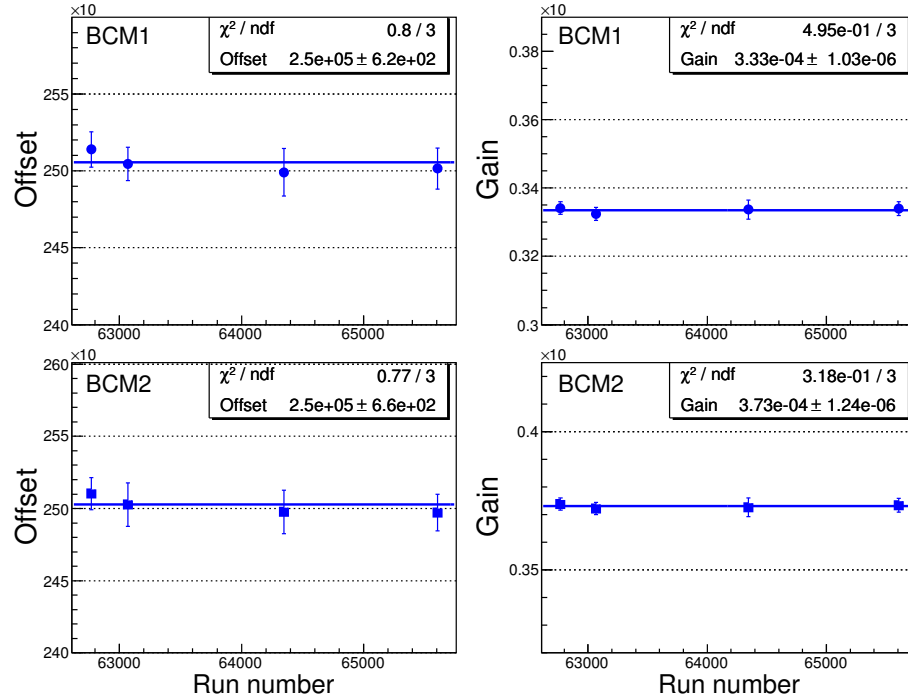 ×10
BCM1
χ² / ndf 0.8 / 3
Offset 2.5e+05 ± 6.2e+02
255
250
245
240
Offset
63000 64000 65000
×10
BCM1
χ² / ndf 4.95e-01 / 3
Gain 3.33e-04 ± 1.03e-06
0.38
0.36
0.34
0.32
0.3
Gain
63000 64000 65000
×10
BCM2
χ² / ndf 0.77 / 3
Offset 2.5e+05 ± 6.6e+02
260
255
250
245
240
Offset
63000 64000 65000
Run number
×10
BCM2
χ² / ndf 3.18e-01 / 3
Gain 3.73e-04 ± 1.24e-06
0.4
0.35
Gain
63000 64000 65000
Run number